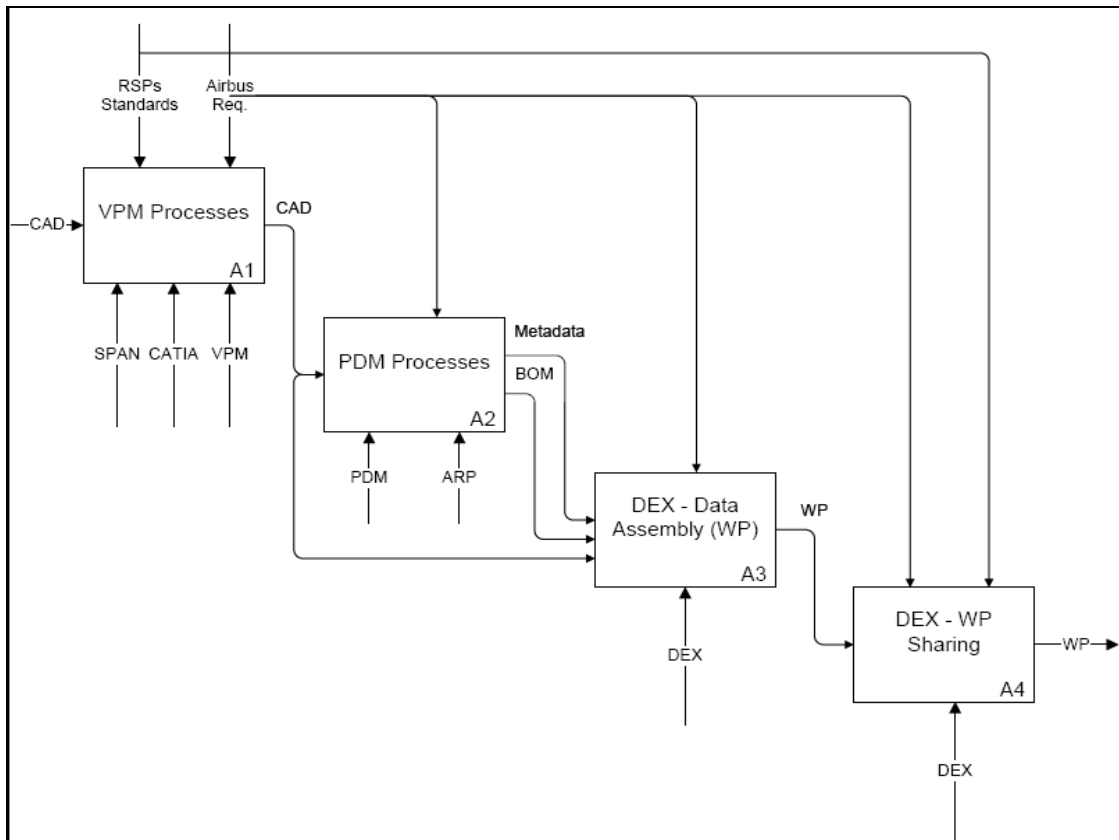 RSPs
Standards
Airbus
Req.
CAD
VPM Processes
A1
CAD
SPAN
CATIA
VPM
PDM Processes
A2
Metadata
BOM
PDM
ARP
DEX - Data
Assembly (WP)
A3
WP
DEX
DEX - WP
Sharing
A4
WP
DEX